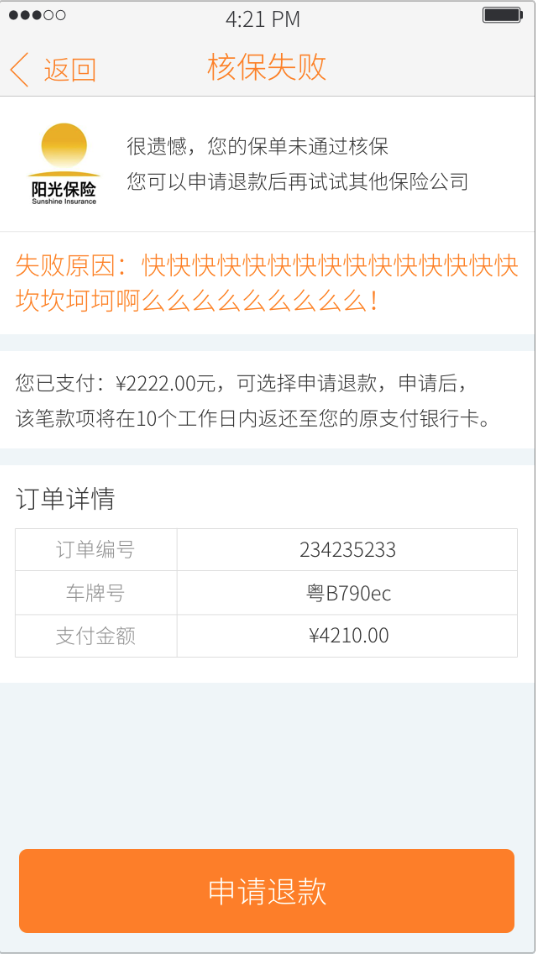 4:21 PM
返回
核保失败
很遗憾，您的保单未通过核保
您可以申请退款后再试试其他保险公司
阳光保险
Sunshine Insurance
失败原因：快快快快快快快快快快快快快快快
坎坎坷坷啊么么么么么么么么么！
您已支付：¥2222.00元，可选择申请退款，申请后，
该笔款项将在10个工作日内返还至您的原支付银行卡。
订单详情
订单编号 234235233
车牌号 粤B790ec
支付金额 ¥4210.00
申请退款